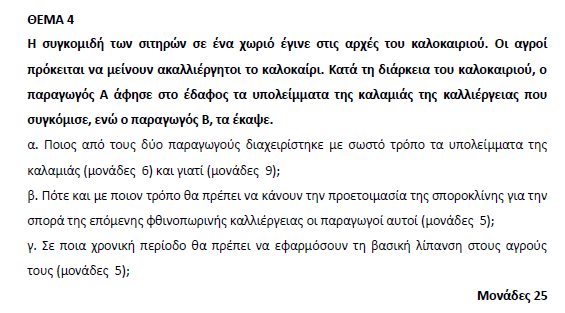 ΘΕΜΑ 4
Η συγκομιδή των σιτηρών σε ένα χωριό έγινε στις αρχές του καλοκαιριού. Οι αγροί
πρόκειται να μείνουν ακαλλιέργητοι το καλοκαίρι. Κατά τη διάρκεια του καλοκαιριού, ο
παραγωγός Α άφησε στο έδαφος τα υπολείμματα της καλαμιάς της καλλιέργειας που
συγκόμισε, ενώ ο παραγωγός Β, τα έκαψε.
α. Ποιος από τους δύο παραγωγούς διαχειρίστηκε με σωστό τρόπο τα υπολείμματα της
καλαμιάς (μονάδες 6) και γιατί (μονάδες 9);
β. Πότε και με ποιον τρόπο θα πρέπει να κάνουν την προετοιμασία της σποροκλίνης για την
σπορά της επόμενης φθινοπωρινής καλλιέργειας οι παραγωγοί αυτοί (μονάδες 5);
γ. Σε ποια χρονική περίοδο θα πρέπει να εφαρμόσουν τη βασική λίπανση στους αγρούς
τους (μονάδες 5);
Μονάδες 25